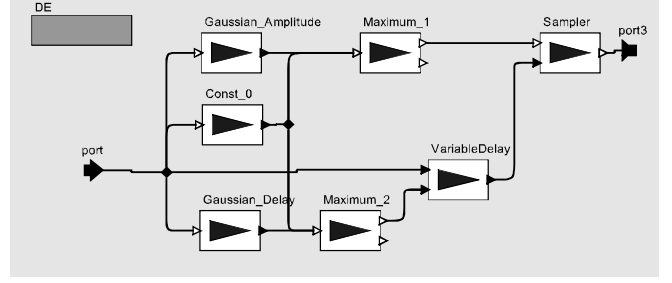 DE
Gaussian_Amplitude
Maximum_1
Sampler
port3
Const_0
port
VariableDelay
Gaussian_Delay
Maximum_2